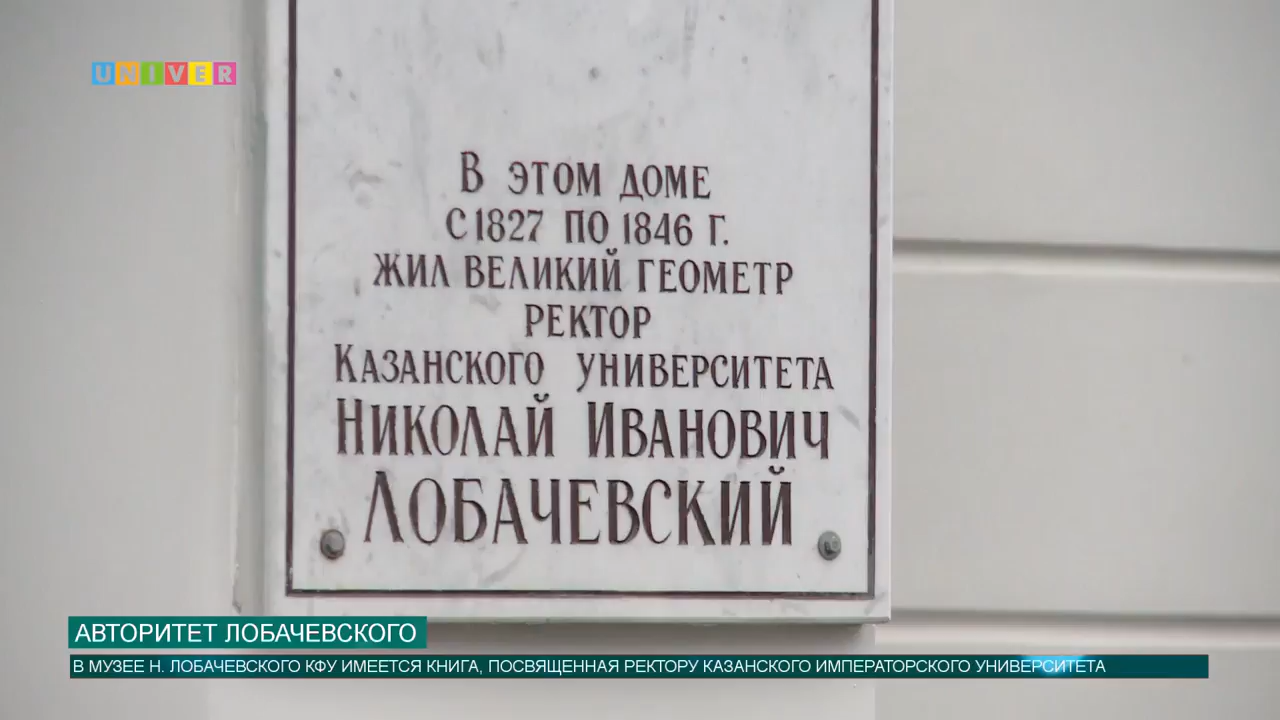 UNIVER
В ЭТОМ ДОМЕ
С 1827 ПО 1846 Г.
ЖИЛ ВЕЛИКИЙ ГЕОМЕТР
РЕКТОР
КАЗАНСКОГО УНИВЕРСИТЕТА
НИКОЛАЙ ИВАНОВИЧ
ЛОБАЧЕВСКИЙ
АВТОРИТЕТ ЛОБАЧЕВСКОГО
В МУЗЕЕ Н. ЛОБАЧЕВСКОГО КФУ ИМЕЕТСЯ КНИГА, ПОСВЯЩЕННАЯ РЕКТОРУ КАЗАНСКОГО ИМПЕРАТОРСКОГО УНИВЕРСИТЕТА